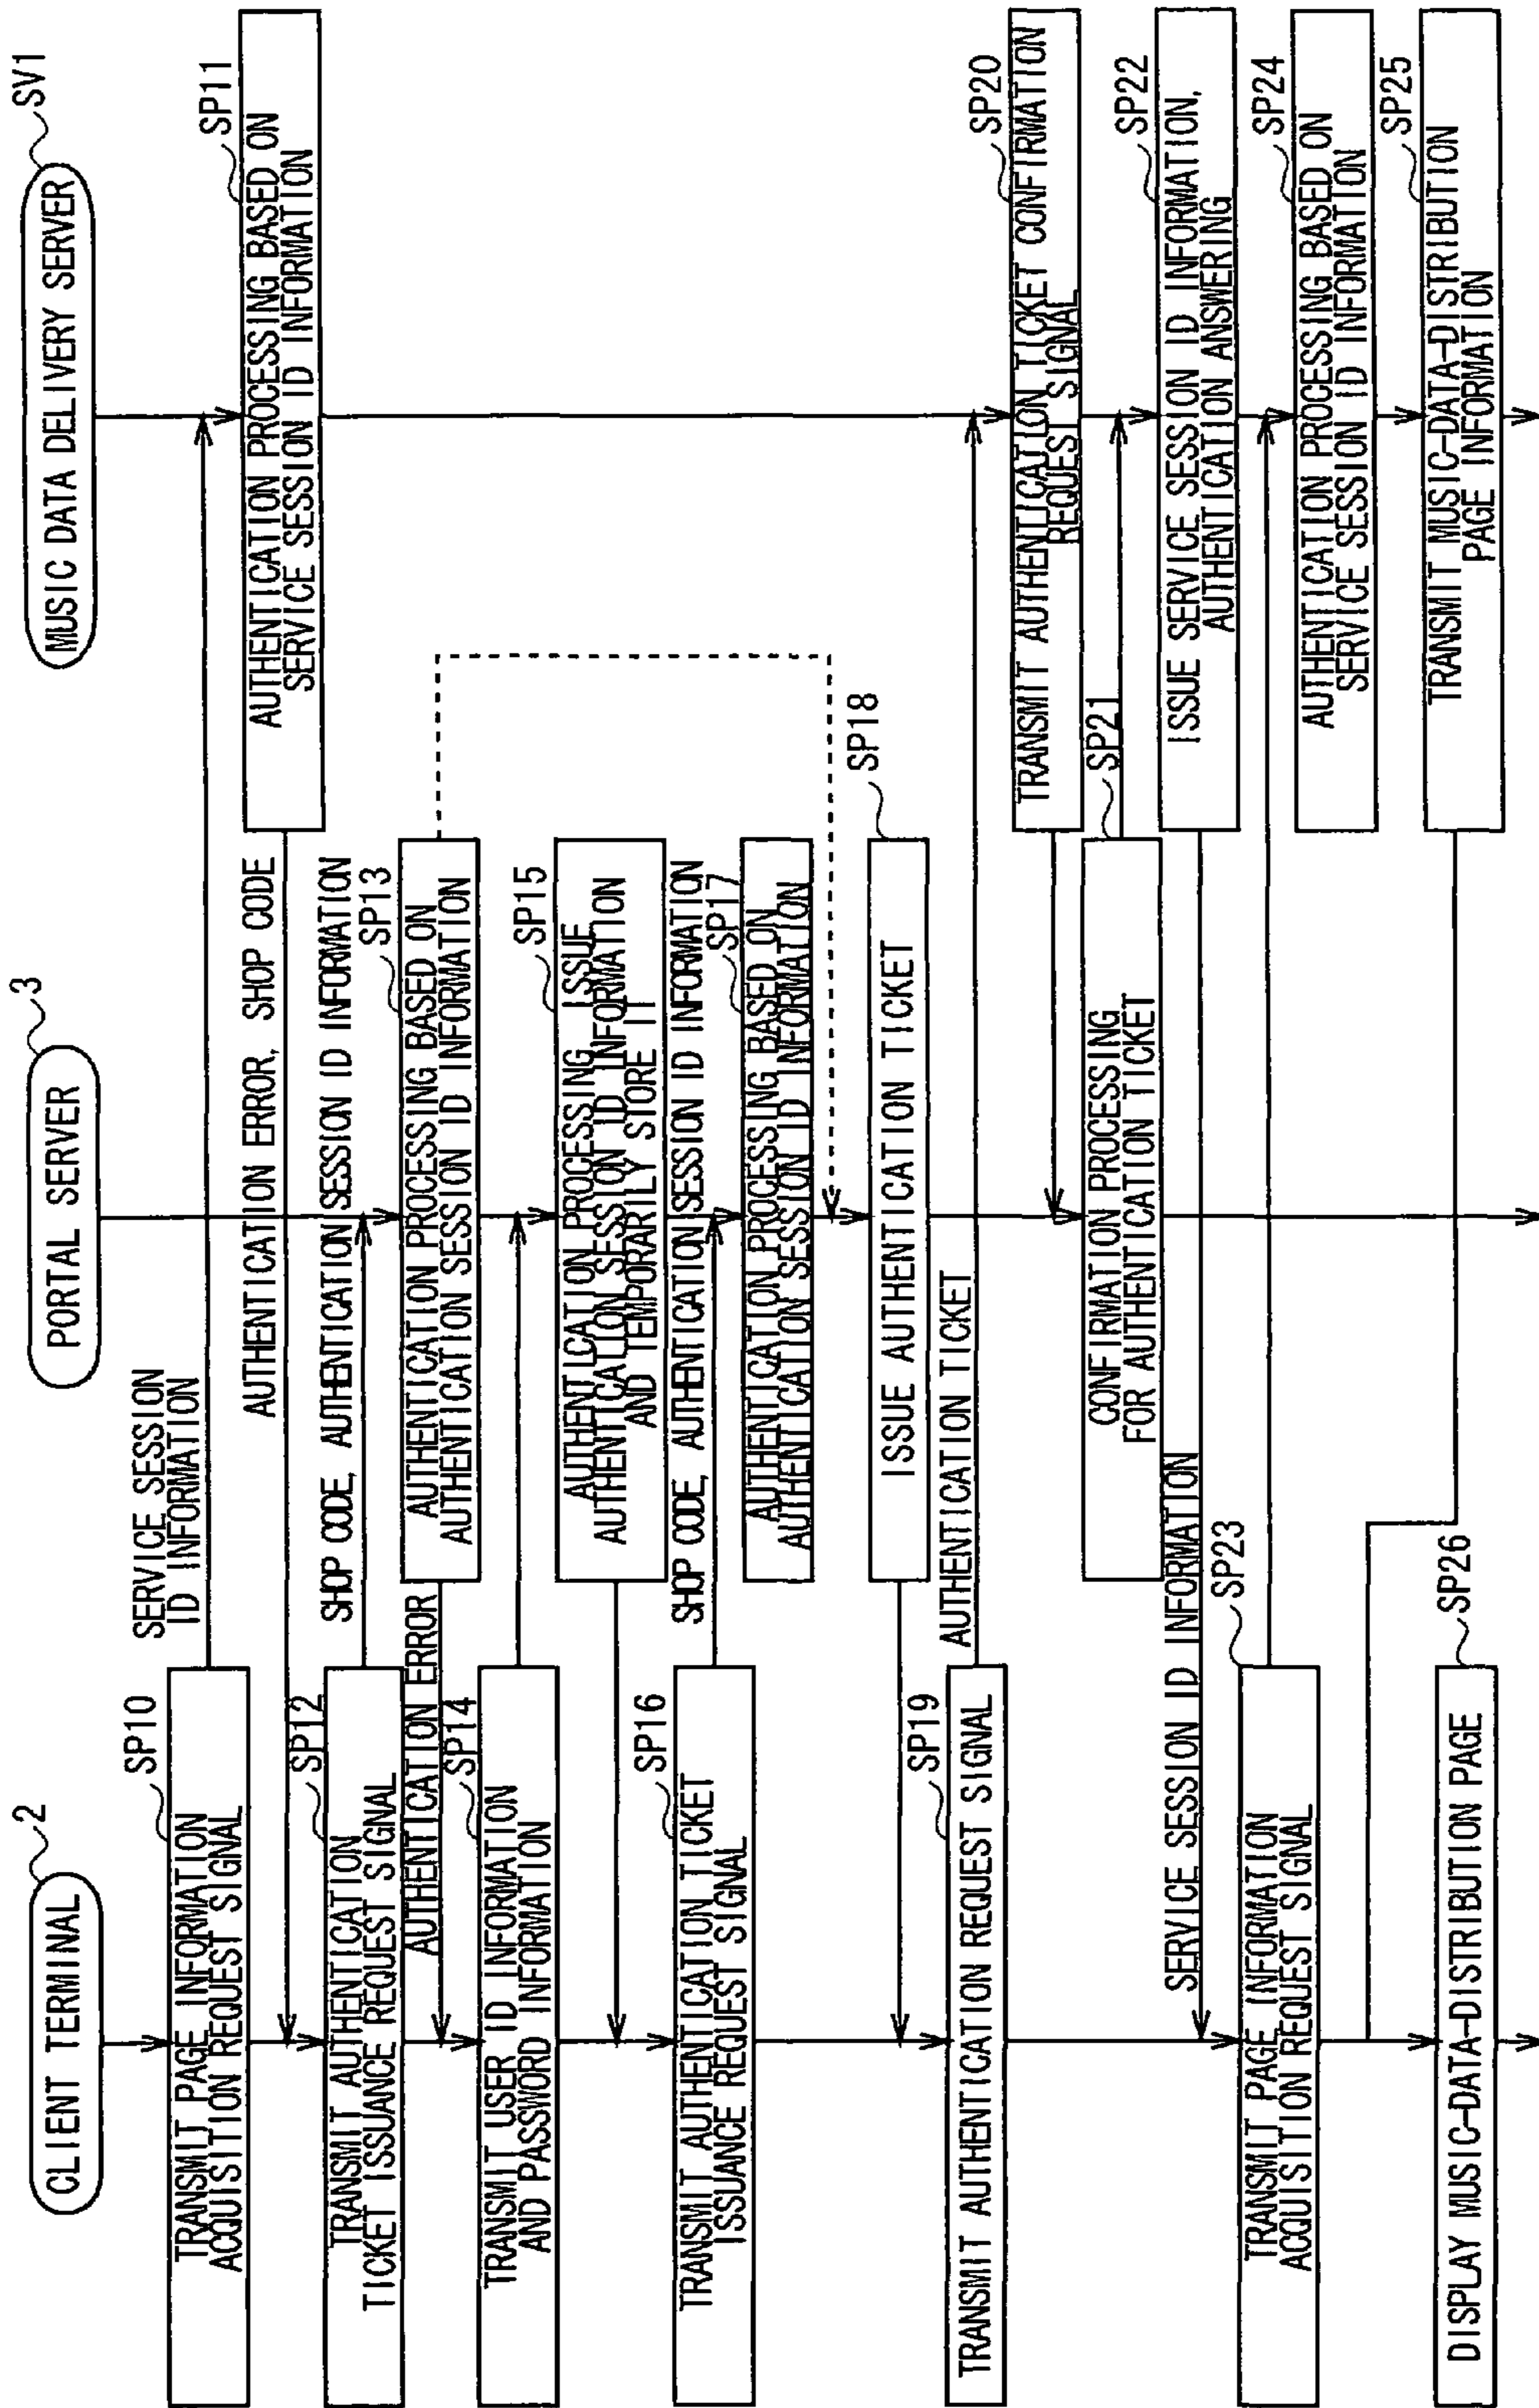 CLIENT TERMINAL
2
PORTAL SERVER
3
MUSIC DATA DELIVERY SERVER
SV1
SP10
TRANSMIT PAGE INFORMATION
ACQUISITION REQUEST SIGNAL
SERVICE SESSION
ID INFORMATION
SP11
AUTHENTICATION PROCESSING BASED ON
SERVICE SESSION ID INFORMATION
AUTHENTICATION ERROR, SHOP CODE
SP12
TRANSMIT AUTHENTICATION
TICKET ISSUANCE REQUEST SIGNAL
SHOP CODE, AUTHENTICATION SESSION ID INFORMATION
SP13
AUTHENTICATION PROCESSING BASED ON
AUTHENTICATION SESSION ID INFORMATION
AUTHENTICATION ERROR
SP14
TRANSMIT USER ID INFORMATION
AND PASSWORD INFORMATION
SP15
AUTHENTICATION PROCESSING, ISSUE
AUTHENTICATION SESSION ID INFORMATION
AND TEMPORARILY STORE IT
SP16
TRANSMIT AUTHENTICATION TICKET
ISSUANCE REQUEST SIGNAL
SHOP CODE, AUTHENTICATION SESSION ID INFORMATION
SP17
AUTHENTICATION PROCESSING BASED ON
AUTHENTICATION SESSION ID INFORMATION
SP18
ISSUE AUTHENTICATION TICKET
SP19
TRANSMIT AUTHENTICATION REQUEST SIGNAL
AUTHENTICATION TICKET
SP20
TRANSMIT AUTHENTICATION TICKET CONFIRMATION
REQUEST SIGNAL
SP21
CONFIRMATION PROCESSING
FOR AUTHENTICATION TICKET
SP22
ISSUE SERVICE SESSION ID INFORMATION,
AUTHENTICATION ANSWERING
SERVICE SESSION ID INFORMATION
SP23
TRANSMIT PAGE INFORMATION
ACQUISITION REQUEST SIGNAL
SP24
AUTHENTICATION PROCESSING BASED ON
SERVICE SESSION ID INFORMATION
SP25
TRANSMIT MUSIC-DATA-DISTRIBUTION
PAGE INFORMATION
SP26
DISPLAY MUSIC-DATA-DISTRIBUTION PAGE